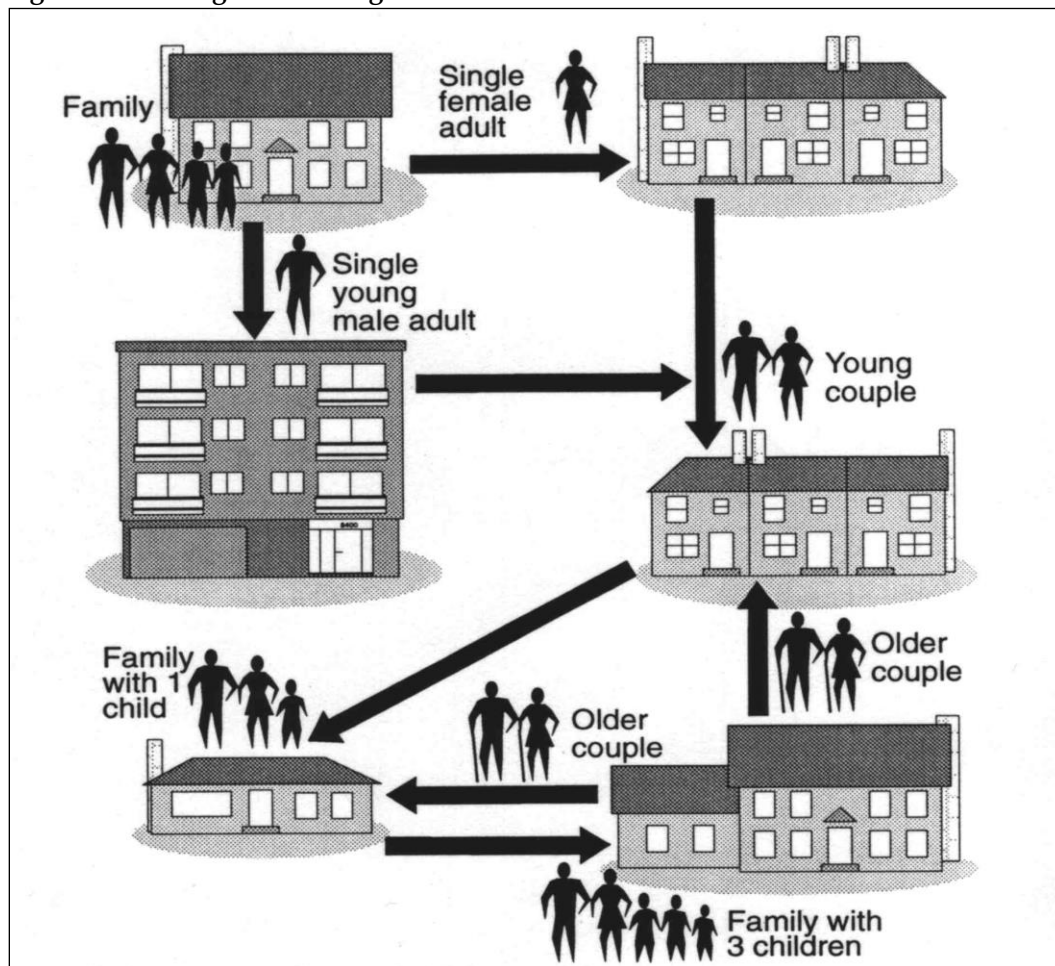 Family
Single
female
adult
Single
young
male adult
8400
Young
couple
Family
with 1
child
Older
couple
Older
couple
Family with
3 children